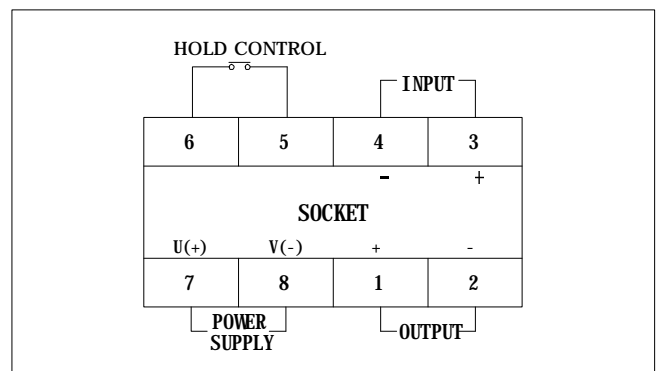 HOLD CONTROL
INPUT
6 5 4 3
- +
SOCKET
U(+) V(-) + -
7 8 1 2
POWER
SUPPLY
OUTPUT